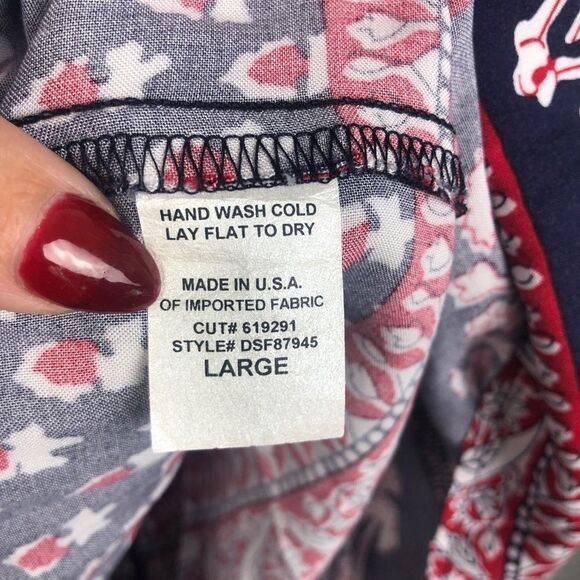 HAND WASH COLD
LAY FLAT TO DRY
MADE IN U.S.A.
OF IMPORTED FABRIC
CUT# 619291
STYLE# DSF87945
LARGE